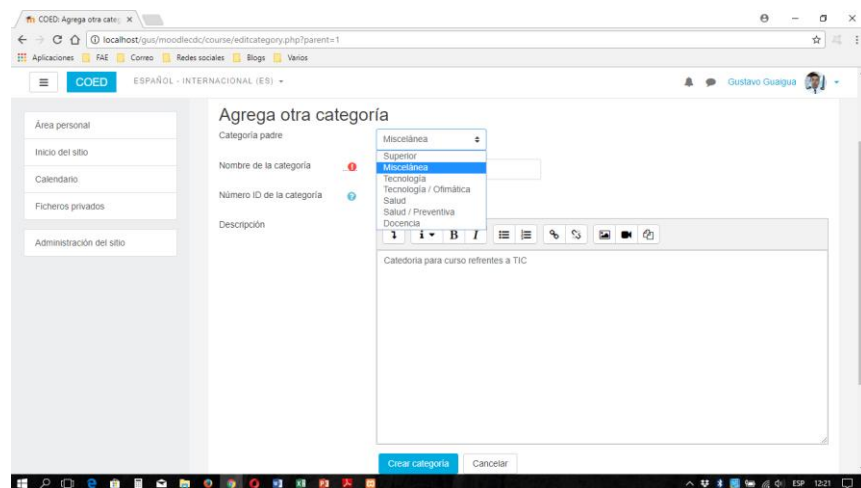 COED: Agrega otra cate
localhost/gus/moodlecdc/course/editcategory.php?parent=1
Aplicaciones FAE Correo Redes sociales Blogs Varios
COED ESPAÑOL - INTERNACIONAL (ES) Gustavo Guaigua
Área personal
Inicio del sitio
Calendario
Ficheros privados
Administración del sitio
Agrega otra categoría
Categoría padre Miscelánea
Superior
Miscelánea
Tecnología
Tecnología / Ofimática
Salud
Salud / Preventiva
Docencia
Nombre de la categoría
Número ID de la categoría
Descripción
i B I
Catedoria para curso refrentes a TIC
Crear categoría Cancelar
ESP 12:21